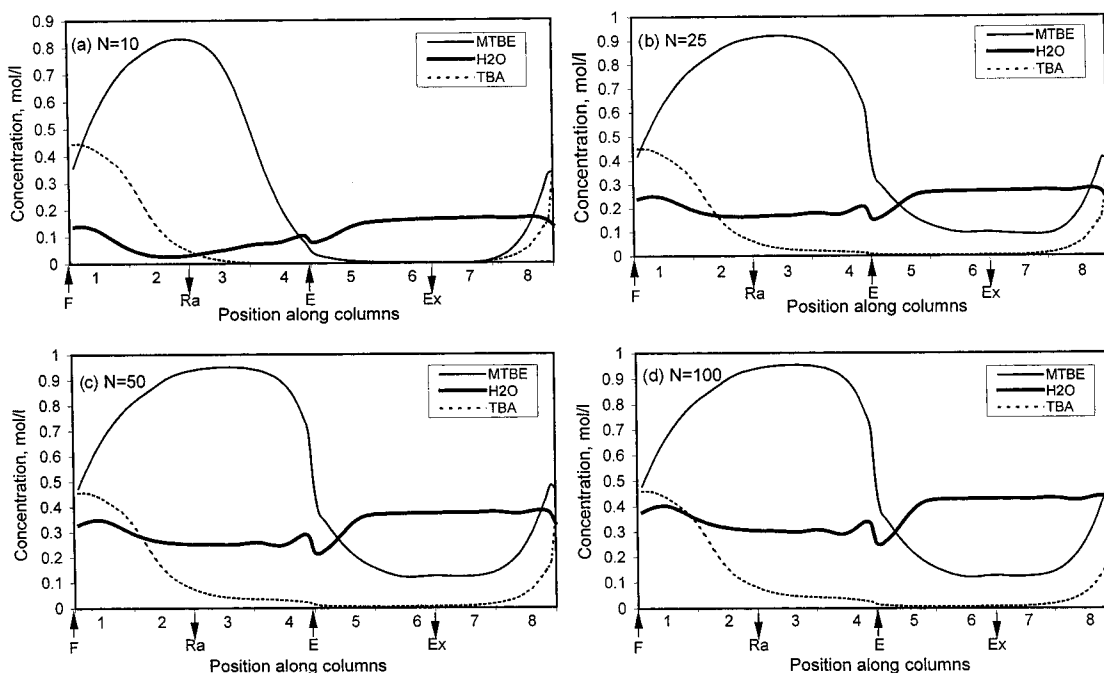 (a) N=10
MTBE
H2O
TBA
Concentration, mol/l
0.9
0.8
0.7
0.6
0.5
0.4
0.3
0.2
0.1
0
1 2 3 4 5 6 7 8
F Ra E Ex
Position along columns
(b) N=25
MTBE
H2O
TBA
Concentration, mol/l
1
0.9
0.8
0.7
0.6
0.5
0.4
0.3
0.2
0.1
0
1 2 3 4 5 6 7 8
F Ra E Ex
Position along columns
(c) N=50
MTBE
H2O
TBA
Concentration, mol/l
1
0.9
0.8
0.7
0.6
0.5
0.4
0.3
0.2
0.1
0
1 2 3 4 5 6 7 8
F Ra E Ex
Position along columns
(d) N=100
MTBE
H2O
TBA
Concentration, mol/l
1
0.9
0.8
0.7
0.6
0.5
0.4
0.3
0.2
0.1
0
1 2 3 4 5 6 7 8
F Ra E Ex
Position along columns